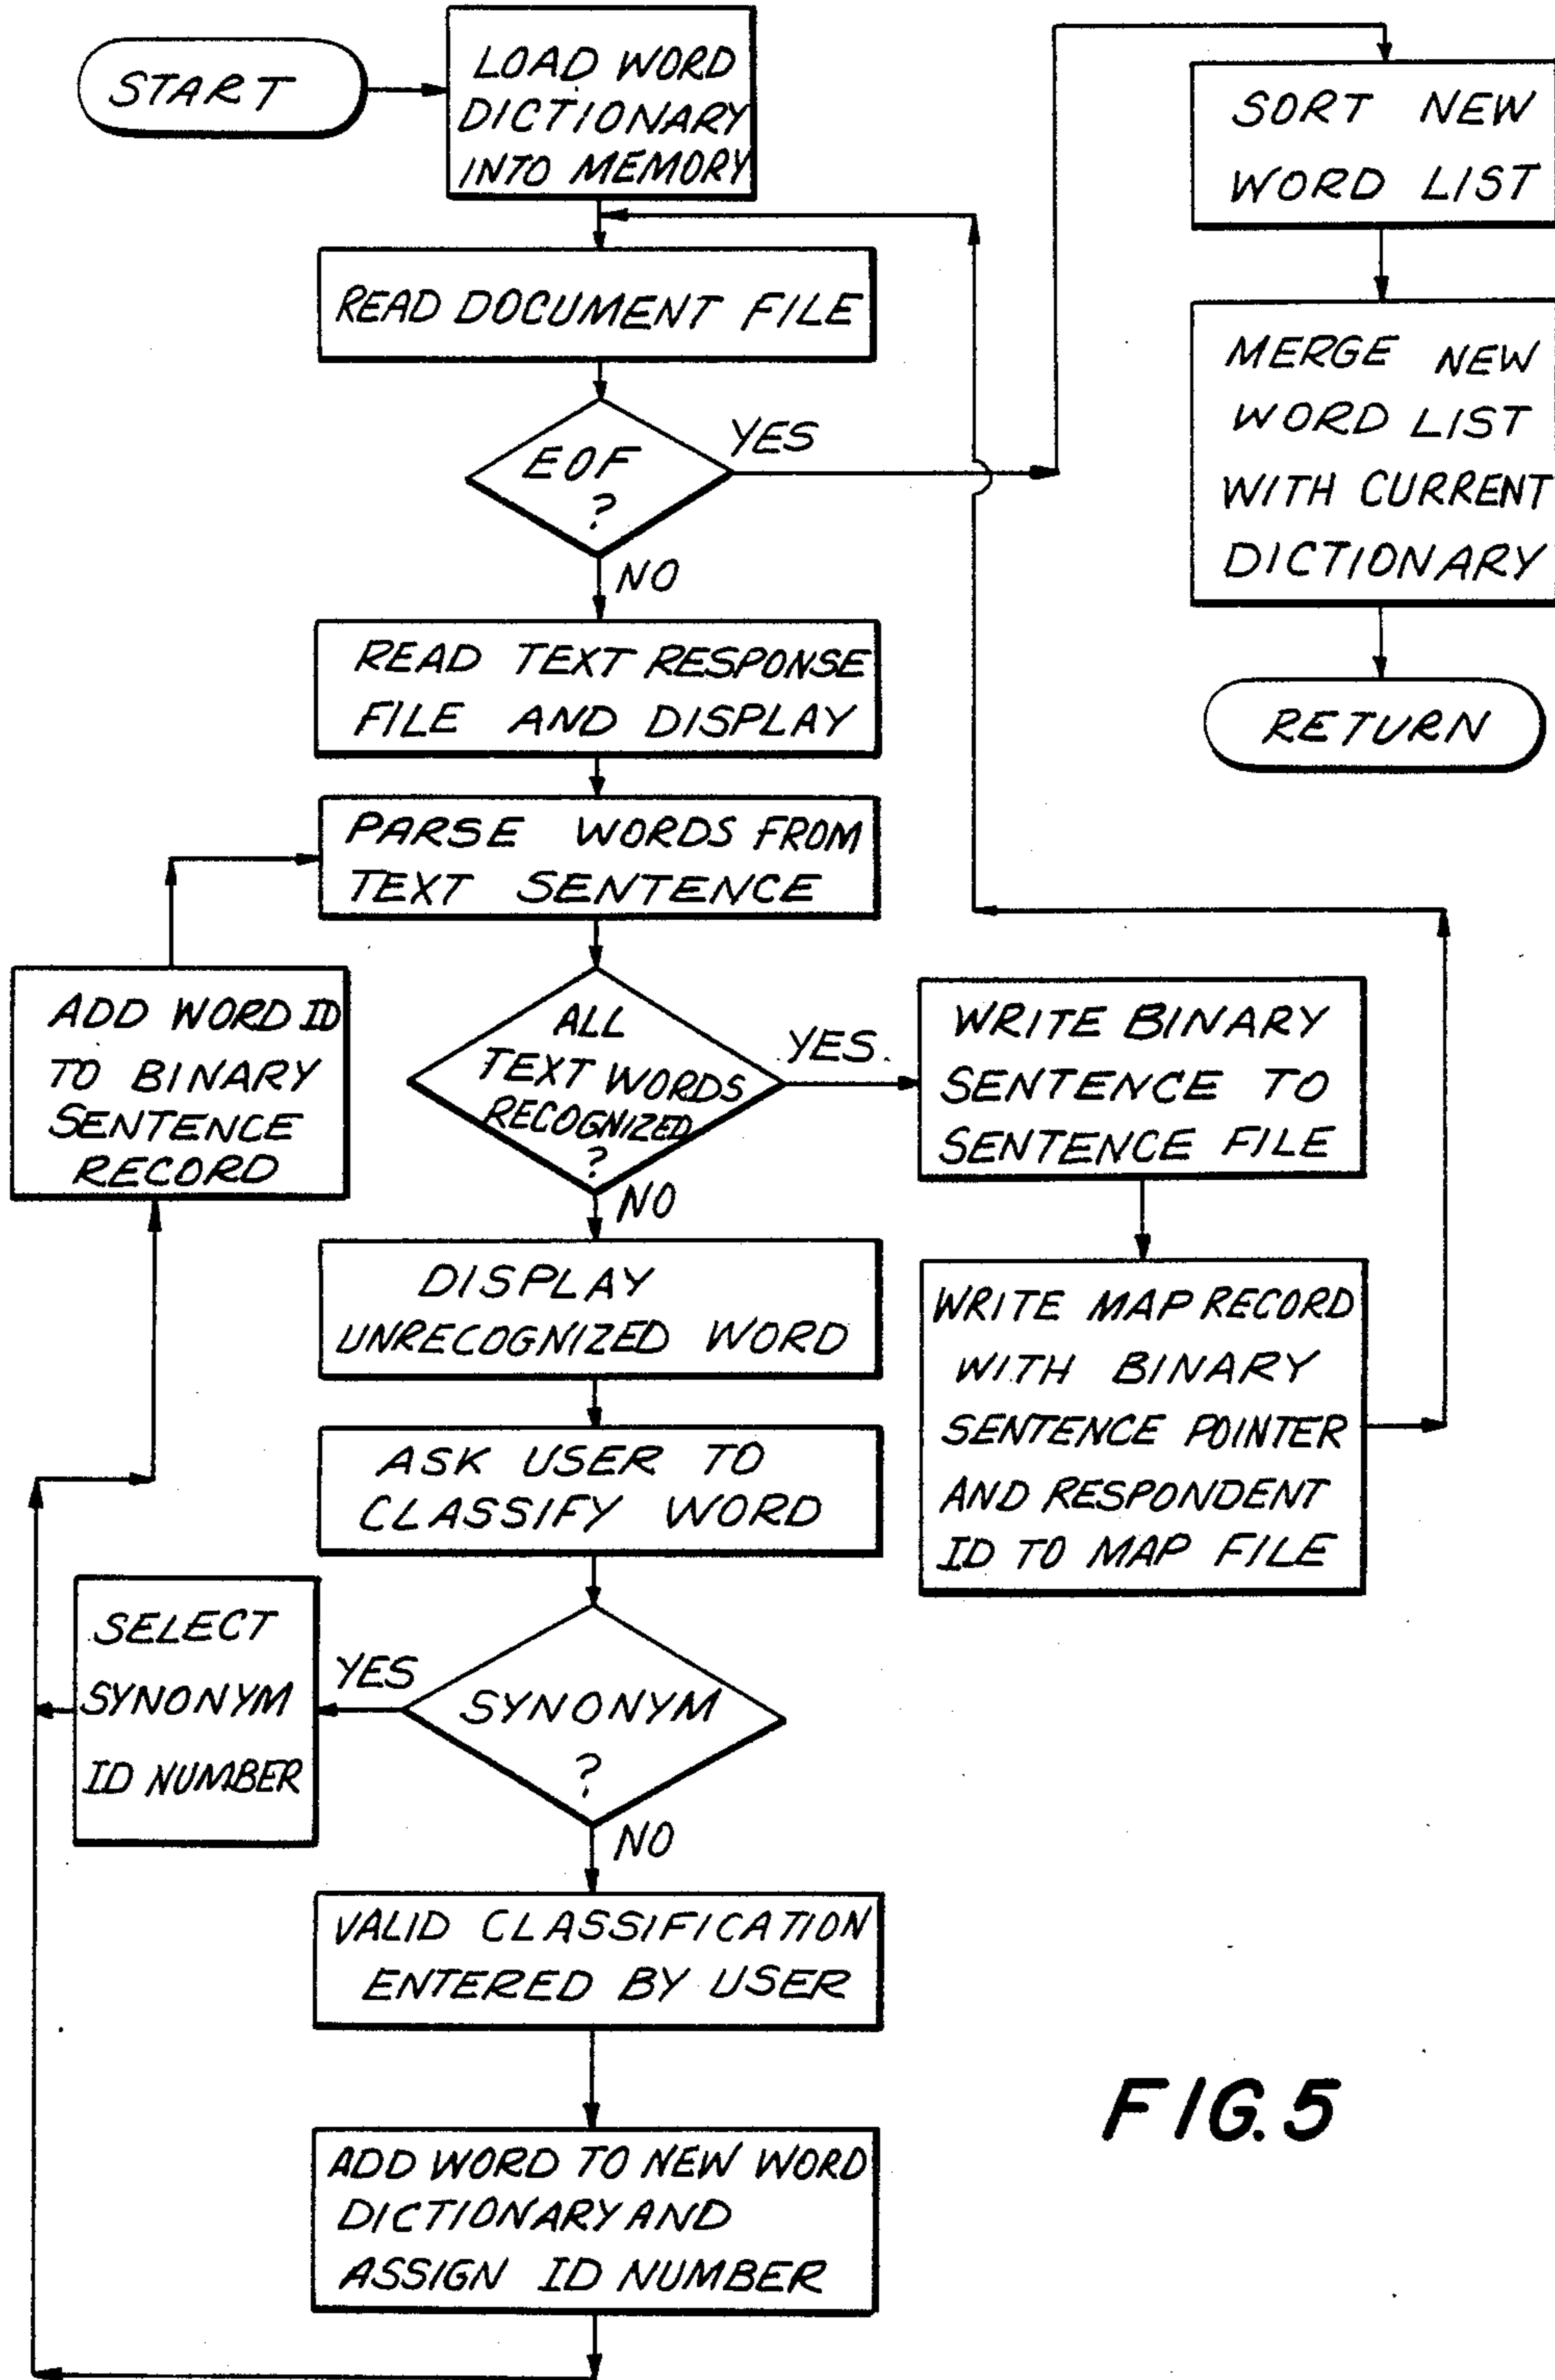 START
LOAD WORD
DICTIONARY
INTO MEMORY
READ DOCUMENT FILE
EOF
?
YES
NO
SORT NEW
WORD LIST
MERGE NEW
WORD LIST
WITH CURRENT
DICTIONARY
RETURN
READ TEXT RESPONSE
FILE AND DISPLAY
PARSE WORDS FROM
TEXT SENTENCE
ADD WORD ID
TO BINARY
SENTENCE
RECORD
ALL
TEXT WORDS
RECOGNIZED
?
YES
NO
WRITE BINARY
SENTENCE TO
SENTENCE FILE
WRITE MAP RECORD
WITH BINARY
SENTENCE POINTER
AND RESPONDENT
ID TO MAP FILE
DISPLAY
UNRECOGNIZED WORD
ASK USER TO
CLASSIFY WORD
SYNONYM
?
YES
NO
SELECT
SYNONYM
ID NUMBER
VALID CLASSIFICATION
ENTERED BY USER
ADD WORD TO NEW WORD
DICTIONARY AND
ASSIGN ID NUMBER
FIG. 5